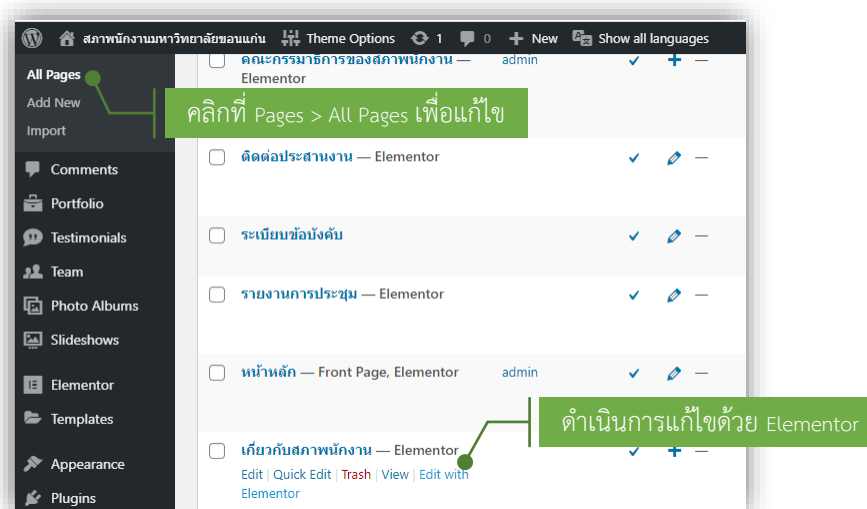 สภาพนักงานมหาวิทยาลัยขอนแก่น Theme Options 1 0 New Show all languages
All Pages
Add New
Import
Comments
Portfolio
Testimonials
Team
Photo Albums
Slideshows
Elementor
Templates
Appearance
Plugins
คณะกรรมาธิการของสภาพนักงาน — admin —
Elementor
คลิกที่ Pages > All Pages เพื่อแก้ไข
ติดต่อประสานงาน — Elementor —
ระเบียบข้อบังคับ —
รายงานการประชุม — Elementor —
หน้าหลัก — Front Page, Elementor admin —
ดำเนินการแก้ไขด้วย Elementor
เกี่ยวกับสภาพนักงาน — Elementor —
Edit | Quick Edit | Trash | View | Edit with
Elementor